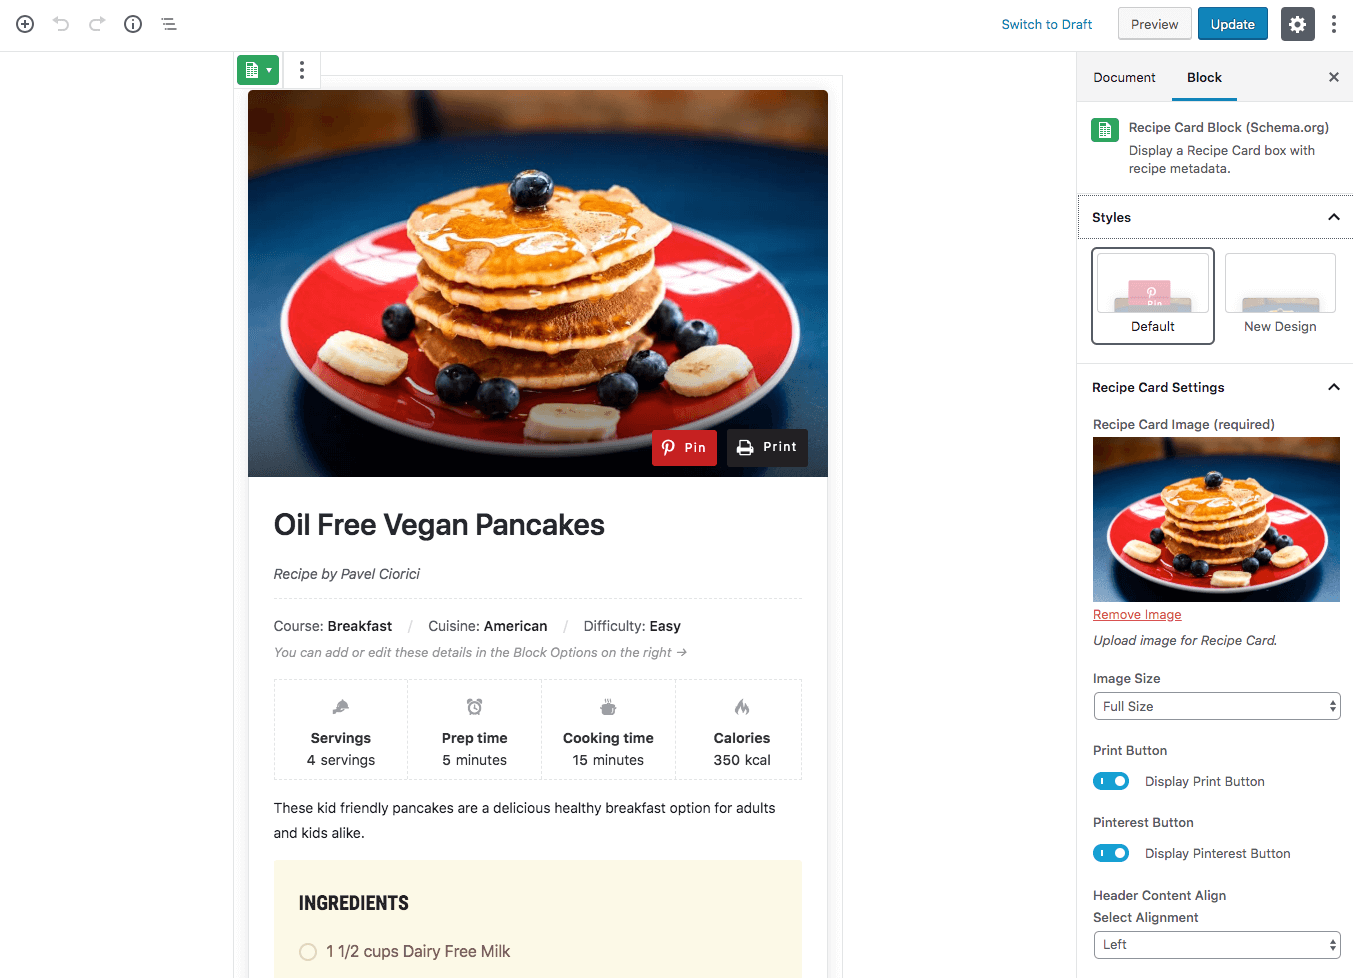 Switch to Draft
Preview
Update
Document
Block
Recipe Card Block (Schema.org)
Display a Recipe Card box with
recipe metadata.
Styles
Pin
Default
New Design
Recipe Card Settings
Recipe Card Image (required)
Remove Image
Upload image for Recipe Card.
Image Size
Full Size
Print Button
Display Print Button
Pinterest Button
Display Pinterest Button
Header Content Align
Select Alignment
Left
Pin
Print
Oil Free Vegan Pancakes
Recipe by Pavel Ciorici
Course: Breakfast / Cuisine: American / Difficulty: Easy
You can add or edit these details in the Block Options on the right →
Servings
4 servings
Prep time
5 minutes
Cooking time
15 minutes
Calories
350 kcal
These kid friendly pancakes are a delicious healthy breakfast option for adults
and kids alike.
INGREDIENTS
1 1/2 cups Dairy Free Milk